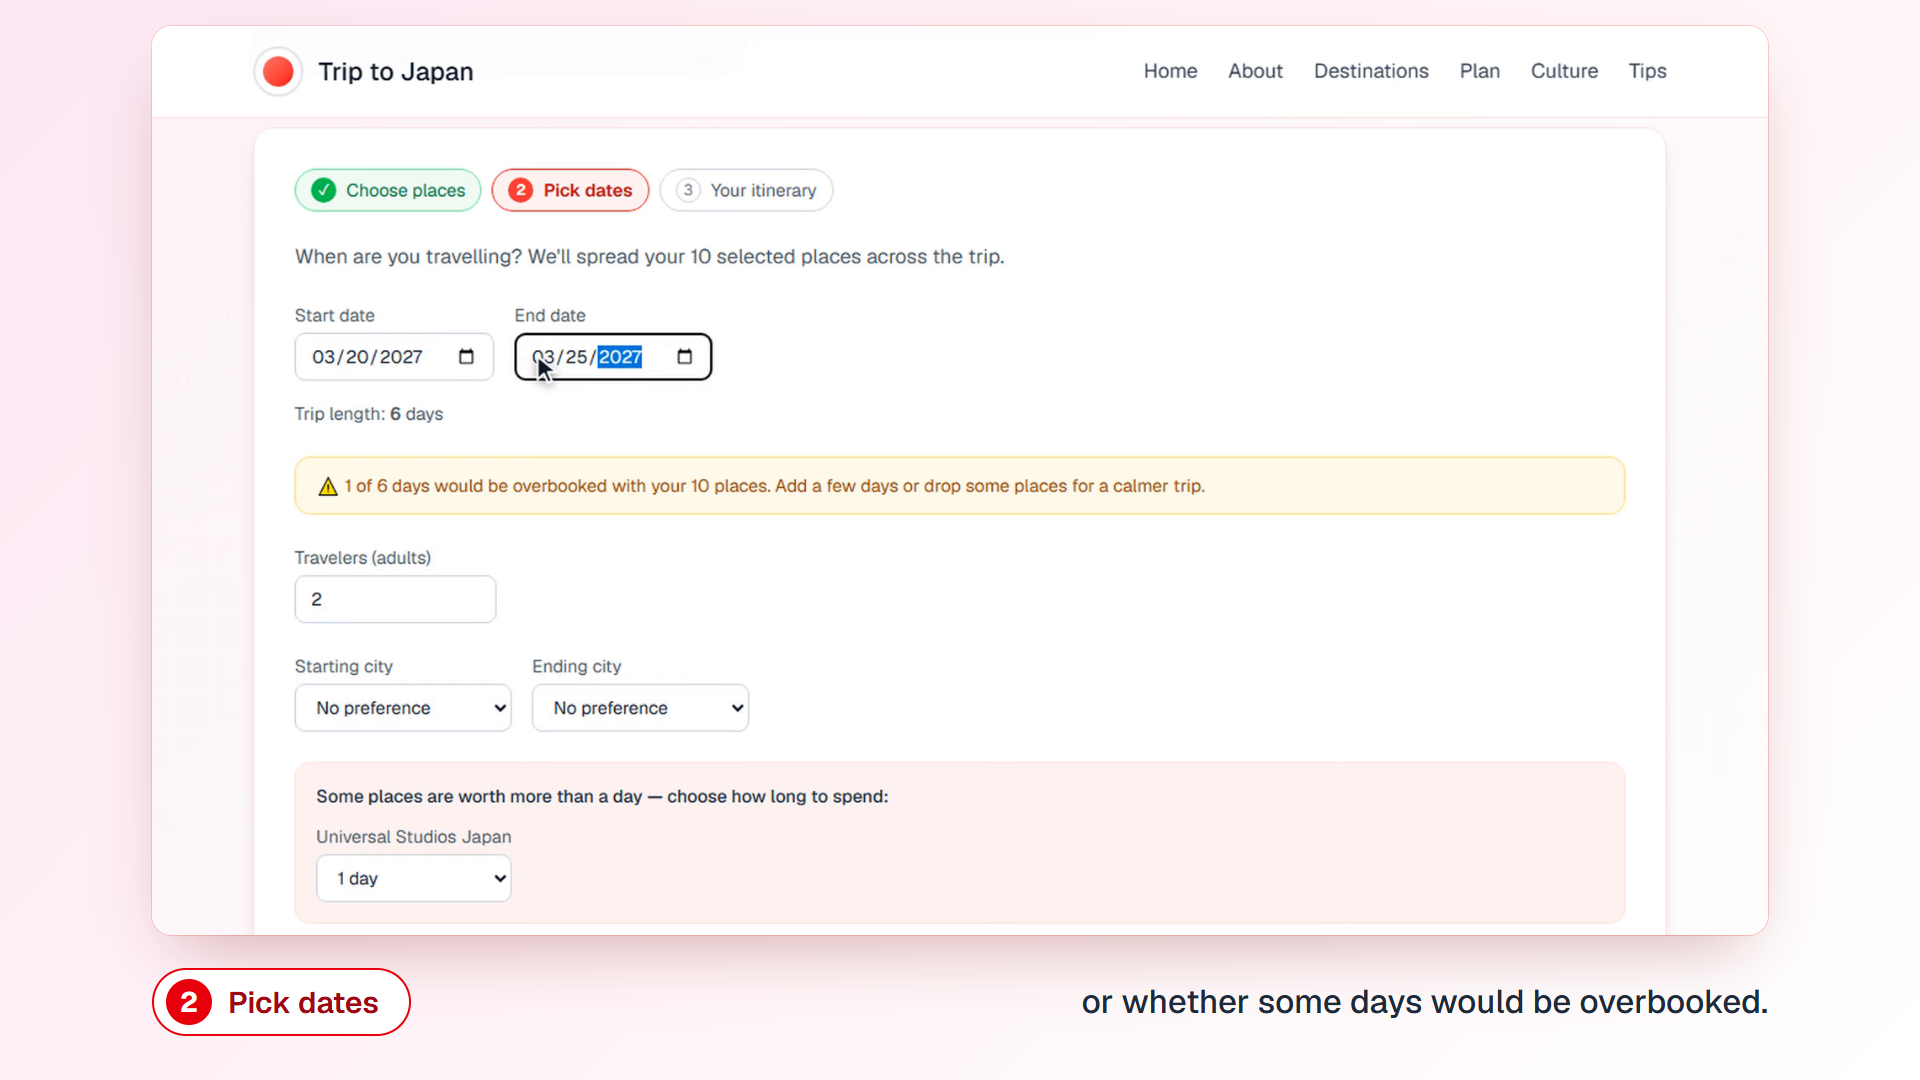 Trip to Japan
Home About Destinations Plan Culture Tips
✓ Choose places 2 Pick dates 3 Your itinerary
When are you travelling? We'll spread your 10 selected places across the trip.
Start date End date
03/20/2027 03/25/2027
Trip length: 6 days
⚠ 1 of 6 days would be overbooked with your 10 places. Add a few days or drop some places for a calmer trip.
Travelers (adults)
2
Starting city Ending city
No preference No preference
Some places are worth more than a day — choose how long to spend:
Universal Studios Japan
1 day
2 Pick dates
or whether some days would be overbooked.